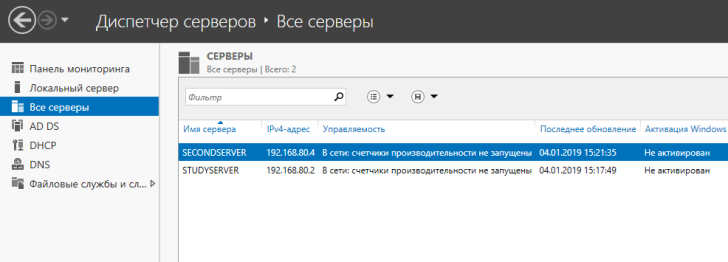 Диспетчер серверов ‣ Все серверы
Панель мониторинга
Локальный сервер
Все серверы
AD DS
DHCP
DNS
Файловые службы и сл...
СЕРВЕРЫ
Все серверы | Всего: 2
Фильтр
Имя сервера IPv4-адрес Управляемость Последнее обновление Активация Windows
SECONDSERVER 192.168.80.4 В сети: счетчики производительности не запущены 04.01.2019 15:21:35 Не активирован
STUDYSERVER 192.168.80.2 В сети: счетчики производительности не запущены 04.01.2019 15:17:49 Не активирован